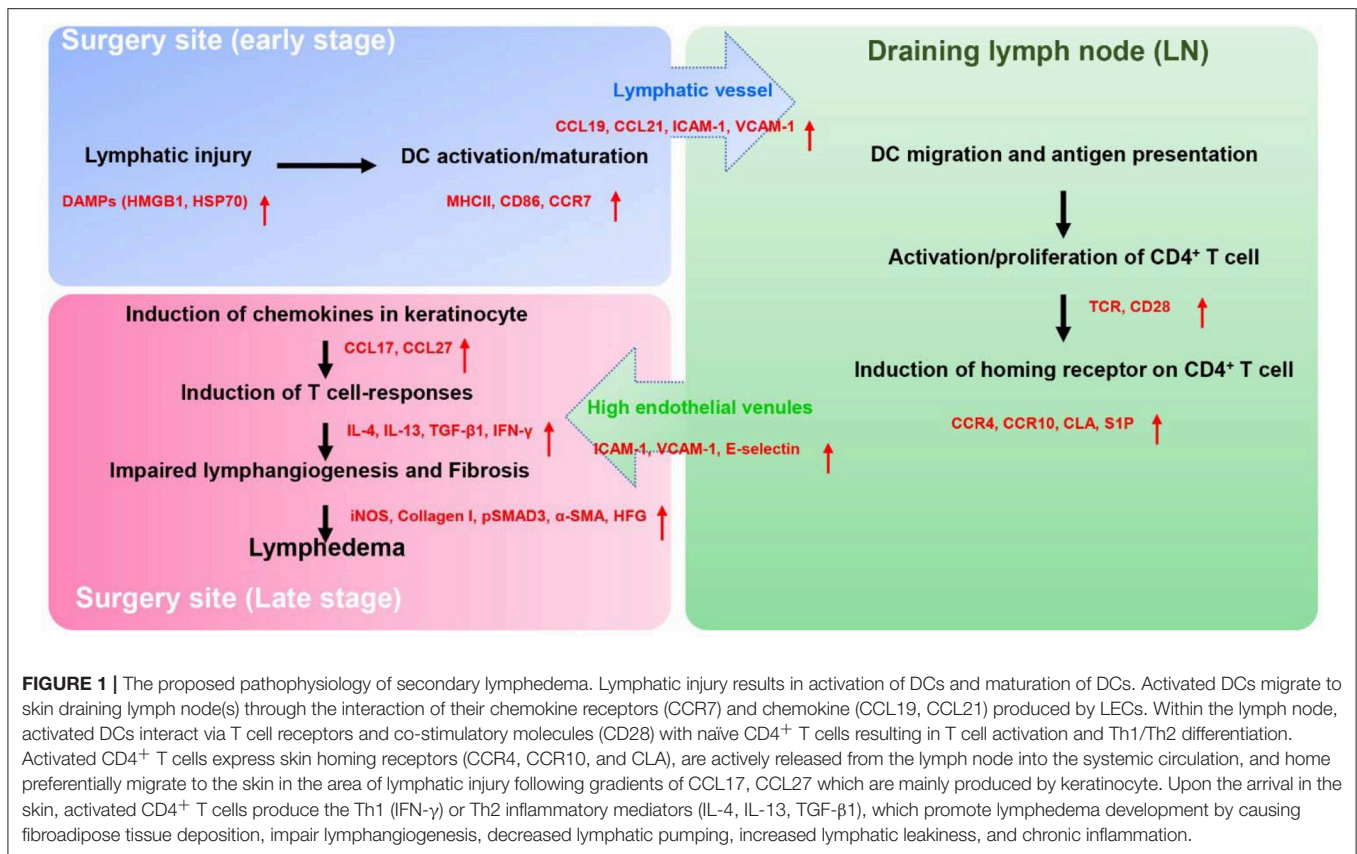 Surgery site (early stage)
Lymphatic injury
DAMPs (HMGB1, HSP70)
DC activation/maturation
MHCII, CD86, CCR7
Lymphatic vessel
CCL19, CCL21, ICAM-1, VCAM-1
Draining lymph node (LN)
DC migration and antigen presentation
Activation/proliferation of CD4⁺ T cell
TCR, CD28
Induction of homing receptor on CD4⁺ T cell
CCR4, CCR10, CLA, S1P
High endothelial venules
ICAM-1, VCAM-1, E-selectin
Induction of chemokines in keratinocyte
CCL17, CCL27
Induction of T cell-responses
IL-4, IL-13, TGF-β1, IFN-γ
Impaired lymphangiogenesis and Fibrosis
iNOS, Collagen I, pSMAD3, α-SMA, HFG
Lymphedema
Surgery site (Late stage)
FIGURE 1 | The proposed pathophysiology of secondary lymphedema. Lymphatic injury results in activation of DCs and maturation of DCs. Activated DCs migrate to
skin draining lymph node(s) through the interaction of their chemokine receptors (CCR7) and chemokine (CCL19, CCL21) produced by LECs. Within the lymph node,
activated DCs interact via T cell receptors and co-stimulatory molecules (CD28) with naïve CD4⁺ T cells resulting in T cell activation and Th1/Th2 differentiation.
Activated CD4⁺ T cells express skin homing receptors (CCR4, CCR10, and CLA), are actively released from the lymph node into the systemic circulation, and home
preferentially migrate to the skin in the area of lymphatic injury following gradients of CCL17, CCL27 which are mainly produced by keratinocyte. Upon the arrival in the
skin, activated CD4⁺ T cells produce the Th1 (IFN-γ) or Th2 inflammatory mediators (IL-4, IL-13, TGF-β1), which promote lymphedema development by causing
fibroadipose tissue deposition, impair lymphangiogenesis, decreased lymphatic pumping, increased lymphatic leakiness, and chronic inflammation.